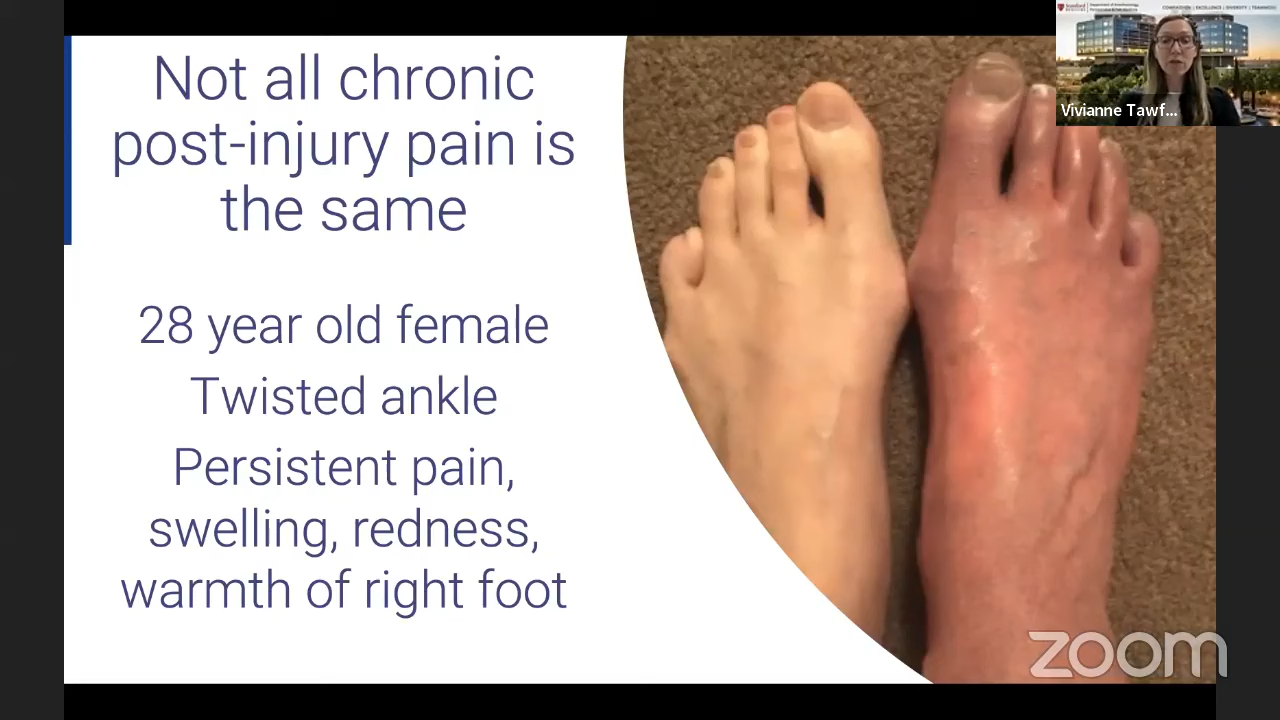 Not all chronic
post-injury pain is
the same
28 year old female
Twisted ankle
Persistent pain,
swelling, redness,
warmth of right foot
Vivianne Tawf...
zoom